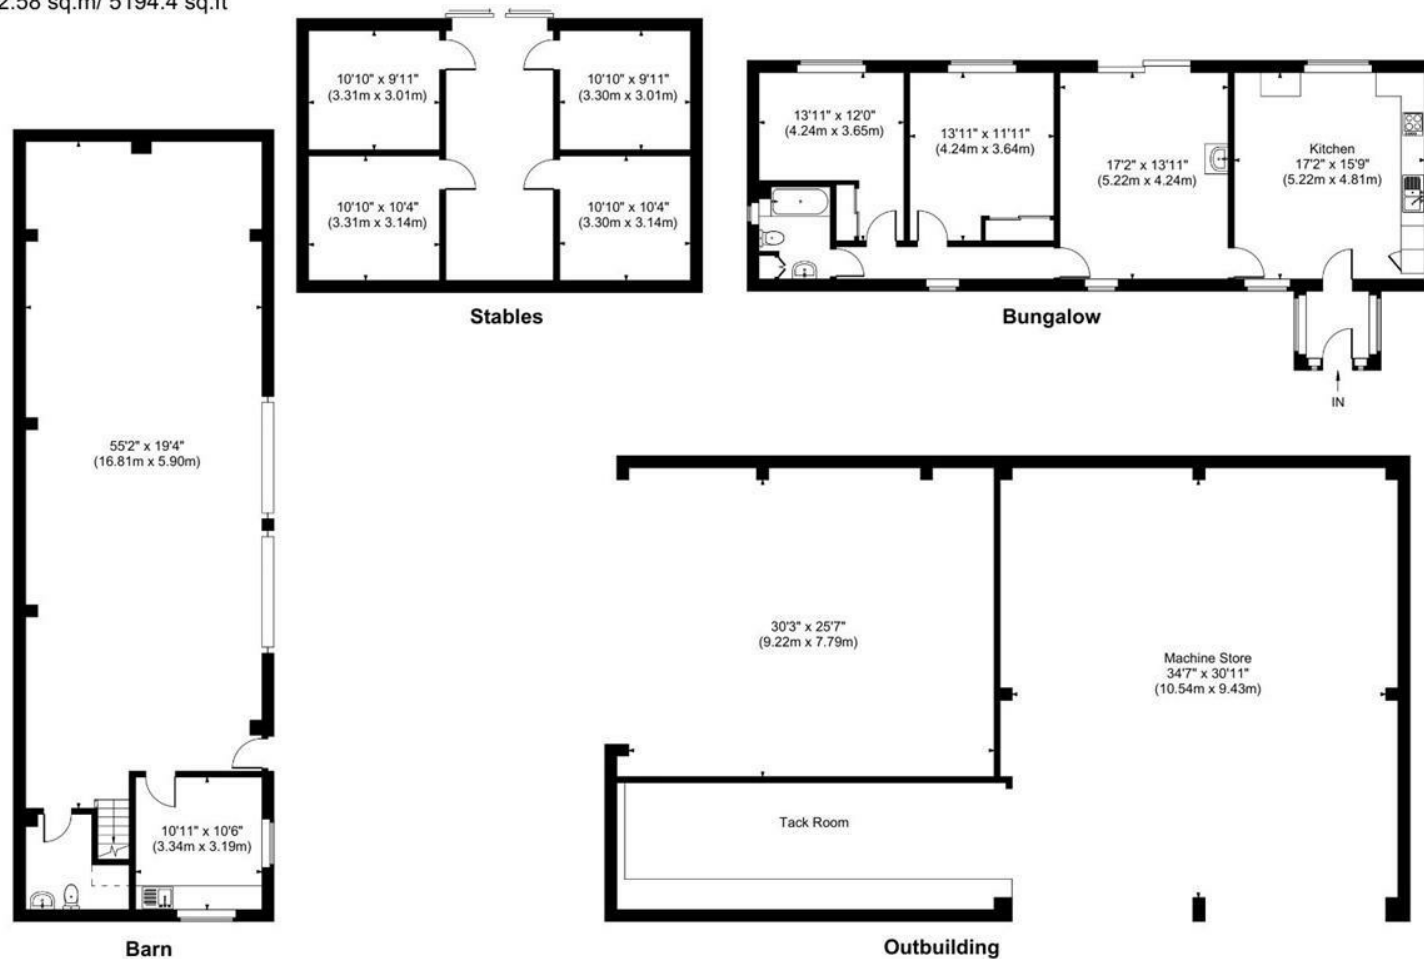 2.58 sq.m/ 5194.4 sq.ft
10'10" x 9'11"
(3.31m x 3.01m)
10'10" x 9'11"
(3.30m x 3.01m)
10'10" x 10'4"
(3.31m x 3.14m)
10'10" x 10'4"
(3.30m x 3.14m)
Stables
13'11" x 12'0"
(4.24m x 3.65m)
13'11" x 11'11"
(4.24m x 3.64m)
17'2" x 13'11"
(5.22m x 4.24m)
Kitchen
17'2" x 15'9"
(5.22m x 4.81m)
Bungalow
IN
55'2" x 19'4"
(16.81m x 5.90m)
10'11" x 10'6"
(3.34m x 3.19m)
Barn
30'3" x 25'7"
(9.22m x 7.79m)
Machine Store
34'7" x 30'11"
(10.54m x 9.43m)
Tack Room
Outbuilding